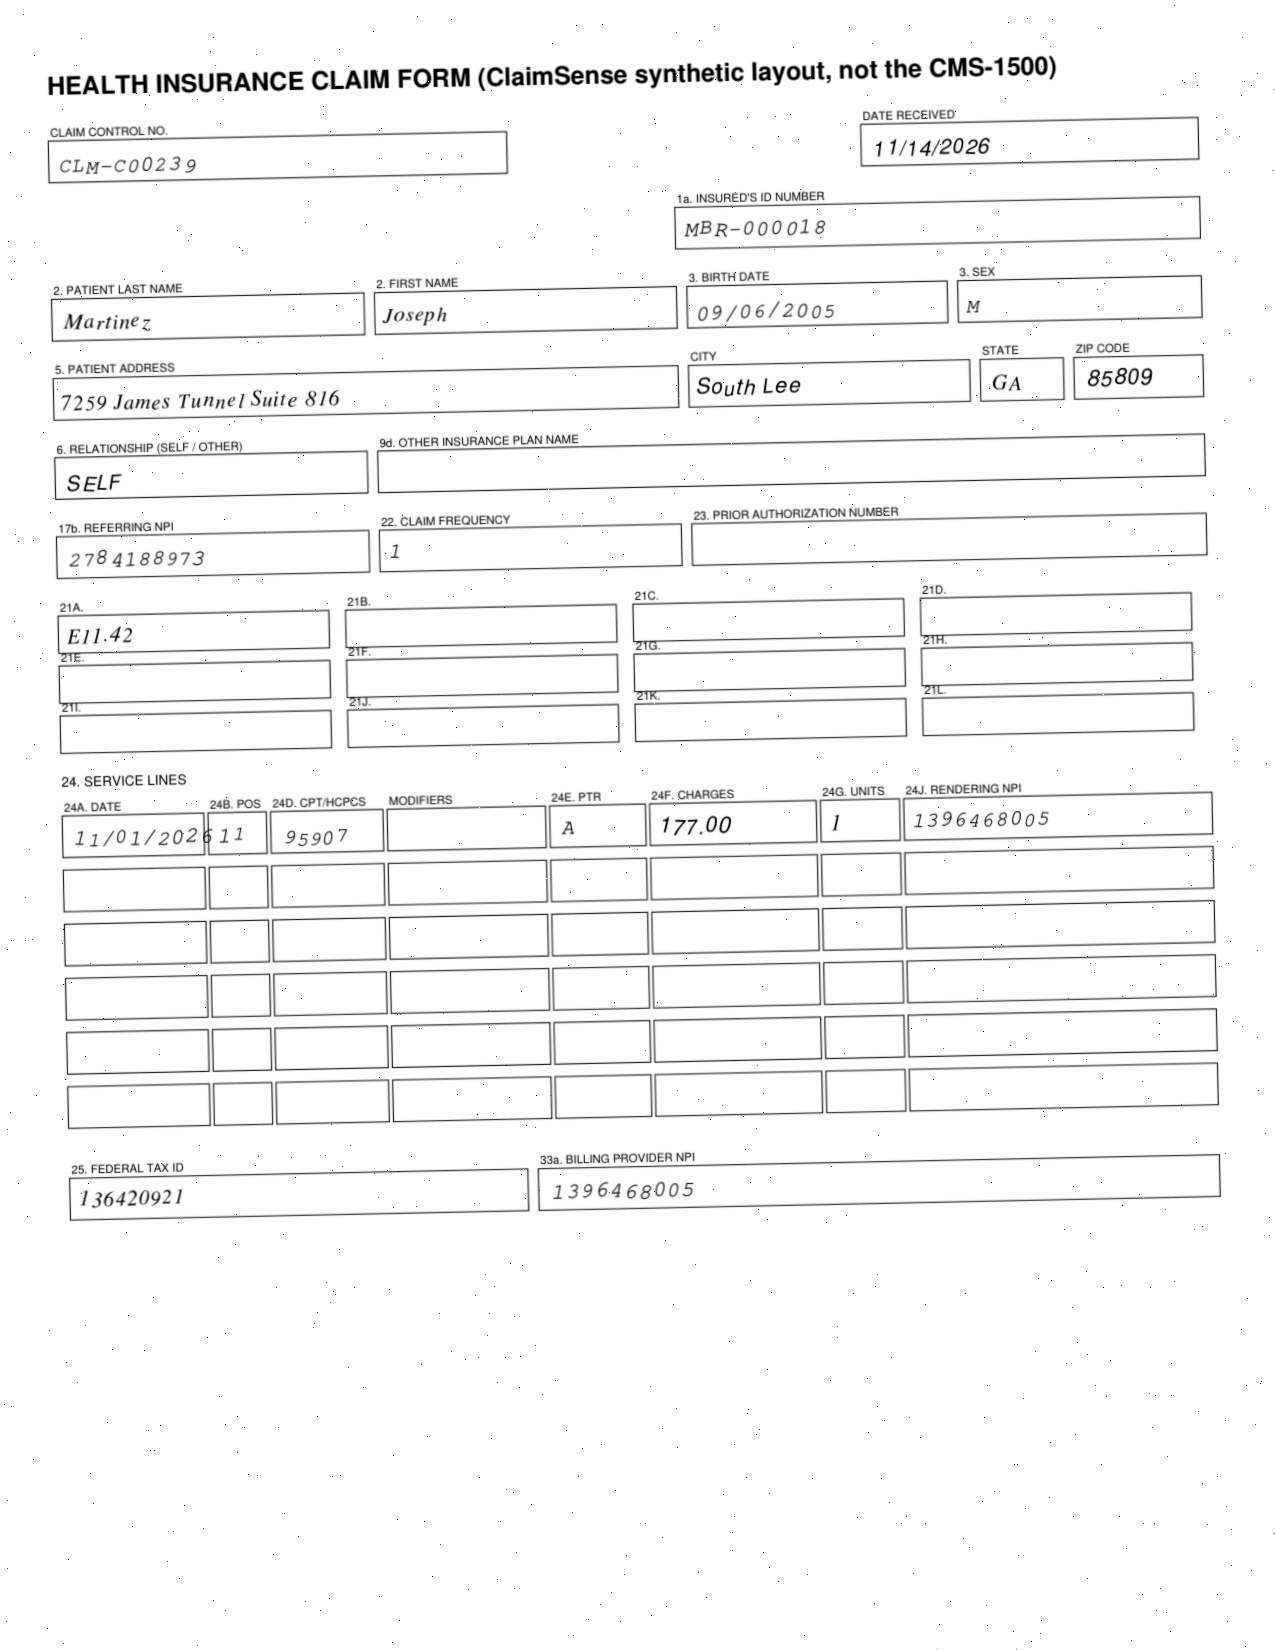 HEALTH INSURANCE CLAIM FORM (ClaimSense synthetic layout, not the CMS-1500)
CLAIM CONTROL NO.
CLM-C00239
DATE RECEIVED
11/14/2026
1a. INSURED'S ID NUMBER
MBR-000018
2. PATIENT LAST NAME
Martinez
2. FIRST NAME
Joseph
3. BIRTH DATE
09/06/2005
3. SEX
M
5. PATIENT ADDRESS
7259 James Tunnel Suite 816
CITY
South Lee
STATE
GA
ZIP CODE
85809
6. RELATIONSHIP (SELF / OTHER)
SELF
9d. OTHER INSURANCE PLAN NAME
17b. REFERRING NPI
2784188973
22. CLAIM FREQUENCY
1
23. PRIOR AUTHORIZATION NUMBER
21A.
E11.42
21B.
21C.
21D.
21E.
21F.
21G.
21H.
21I.
21J.
21K.
21L.
24. SERVICE LINES
24A. DATE 24B. POS 24D. CPT/HCPCS MODIFIERS 24E. PTR 24F. CHARGES 24G. UNITS 24J. RENDERING NPI
11/01/2026 11 95907 A 177.00 1 1396468005
25. FEDERAL TAX ID
136420921
33a. BILLING PROVIDER NPI
1396468005